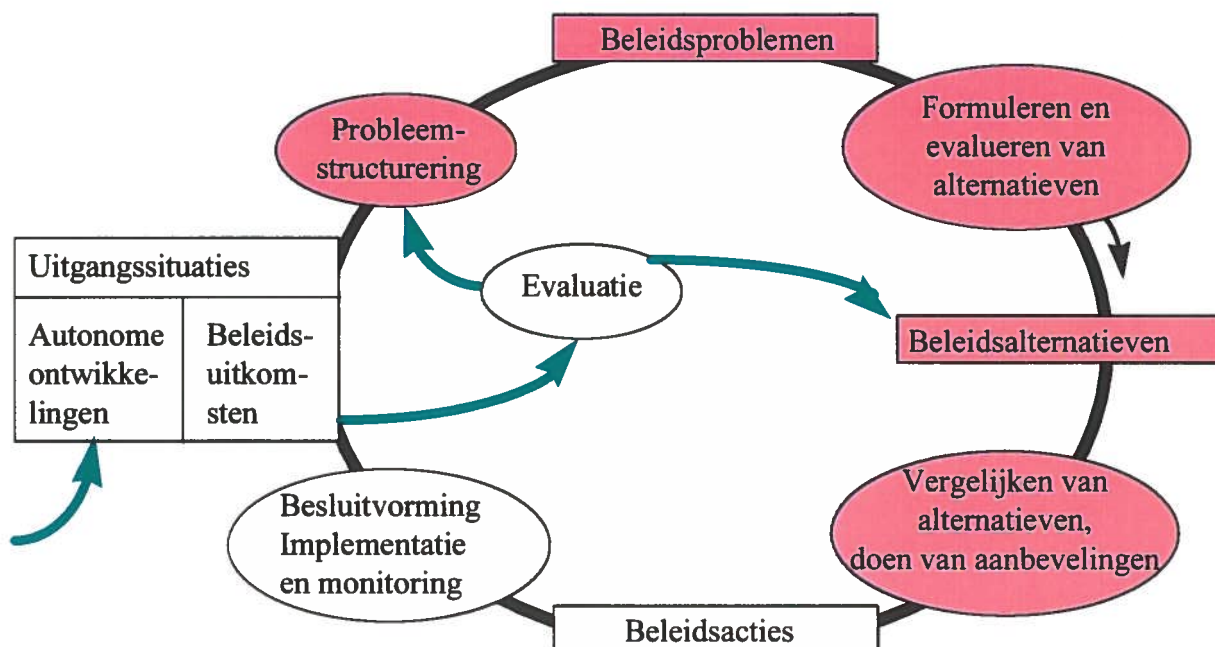 Beleidsproblemen
Probleem-
structurering
Formuleren en
evalueren van
alternatieven
Uitgangssituaties
Autonome
ontwikke-
lingen
Beleids-
uitkom-
sten
Evaluatie
Beleidsalternatieven
Besluitvorming
Implementatie
en monitoring
Vergelijken van
alternatieven,
doen van aanbevelingen
Beleidsacties